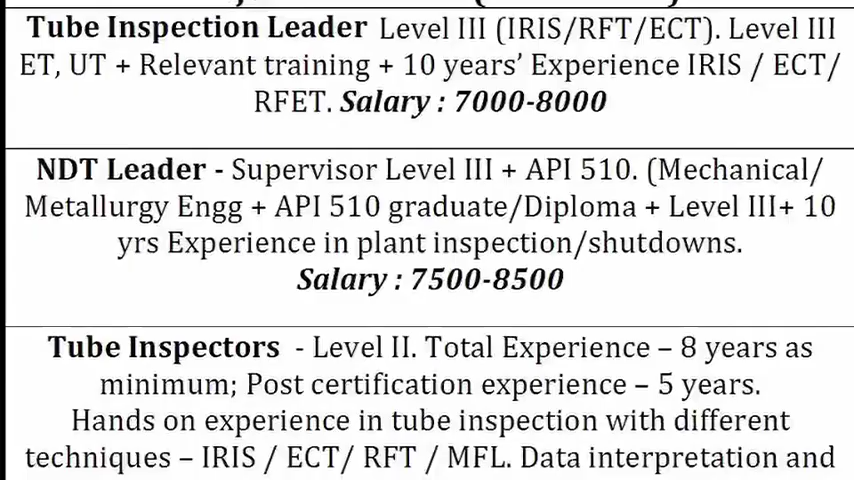 Tube Inspection Leader Level III (IRIS/RFT/ECT). Level III
ET, UT + Relevant training + 10 years’ Experience IRIS / ECT/
RFET. Salary : 7000-8000
NDT Leader - Supervisor Level III + API 510. (Mechanical/
Metallurgy Engg + API 510 graduate/Diploma + Level III+ 10
yrs Experience in plant inspection/shutdowns.
Salary : 7500-8500
Tube Inspectors - Level II. Total Experience – 8 years as
minimum; Post certification experience – 5 years.
Hands on experience in tube inspection with different
techniques – IRIS / ECT/ RFT / MFL. Data interpretation and